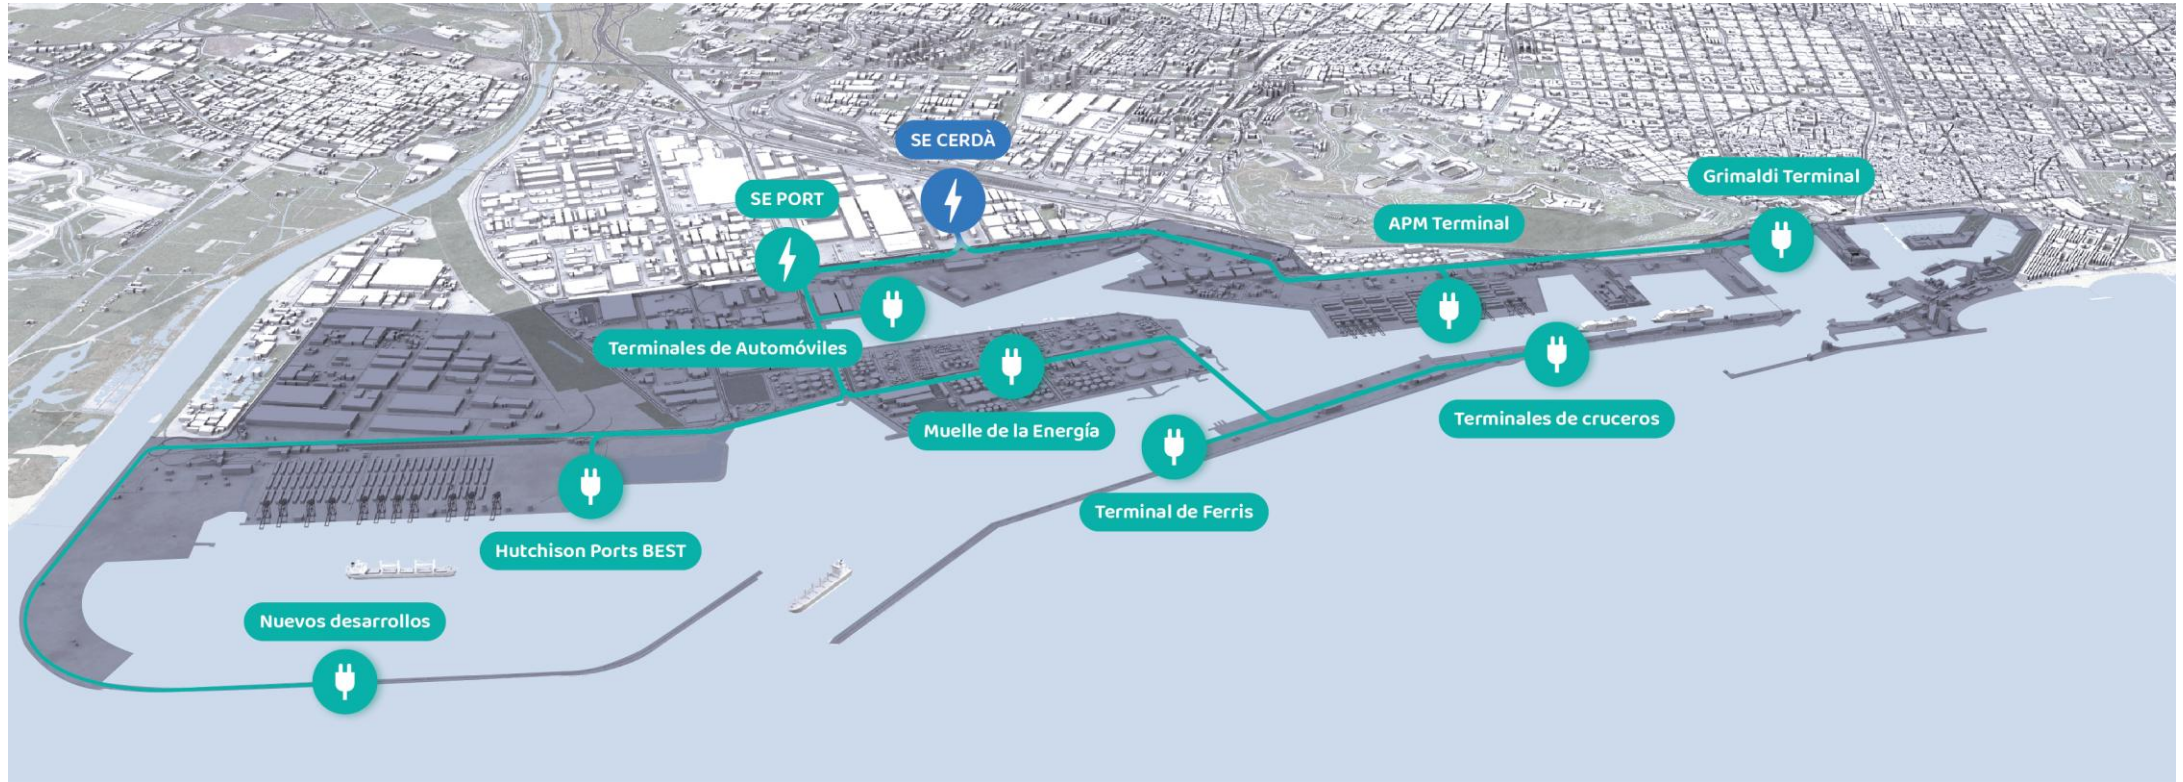 SE CERDÀ
SE PORT
Grimaldi Terminal
APM Terminal
Terminales de Automóviles
Muelle de la Energía
Terminales de cruceros
Terminal de Ferris
Hutchison Ports BEST
Nuevos desarrollos